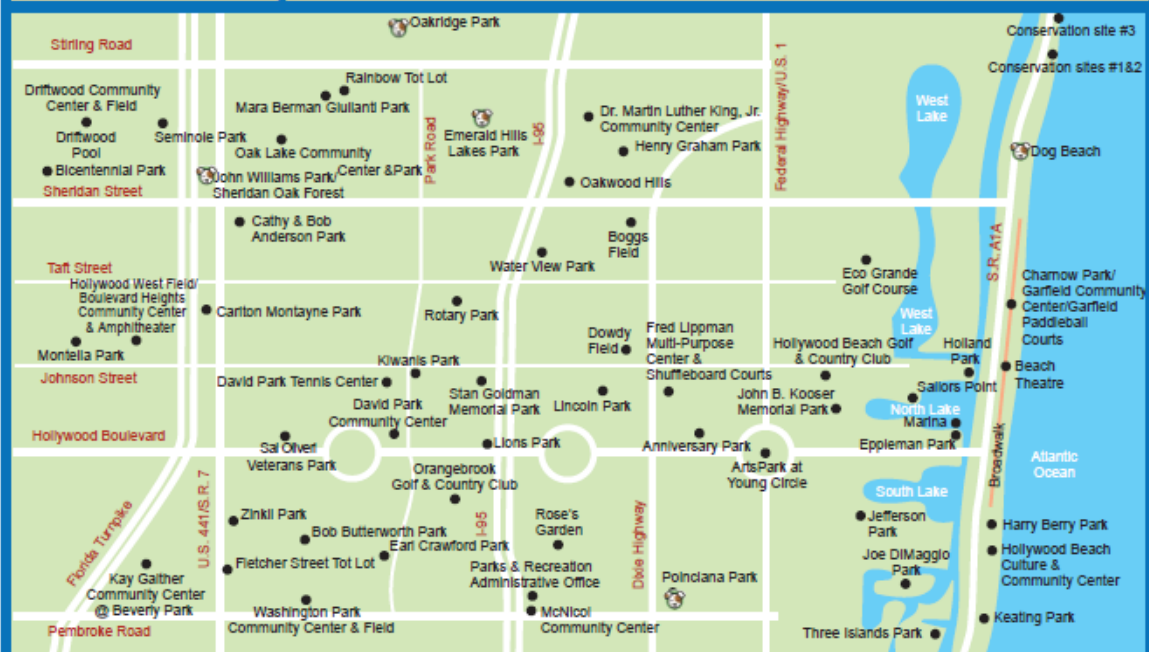 Oakridge Park
Conservation site #3
Stirling Road
Conservation sites #1&2
Rainbow Tot Lot
Driftwood Community
Center & Field
Mara Berman Giulianti Park
Federal Highway/U.S. 1
West
Lake
Dr. Martin Luther King, Jr.
Community Center
Driftwood
Pool
Seminole Park
Emerald Hills
Lakes Park
I-95
Park Road
Henry Graham Park
Dog Beach
Oak Lake Community
Center &Park
Bicentennial Park
John Williams Park/
Sheridan Oak Forest
Oakwood Hills
Sheridan Street
Cathy & Bob
Anderson Park
Boggs
Field
S.R. A1A
Water View Park
Taft Street
Eco Grande
Golf Course
Hollywood West Field/
Boulevard Heights
Community Center
& Amphitheater
Charnow Park/
Garfield Community
Center/Garfield
Paddleball
Courts
Carlton Montayne Park
Rotary Park
West
Lake
Dowdy
Field
Fred Lippman
Multi-Purpose
Center &
Shuffleboard Courts
Hollywood Beach Golf
& Country Club
Holland
Park
Montella Park
Kiwanis Park
Beach
Theatre
Johnson Street
David Park Tennis Center
Stan Goldman
Memorial Park
Lincoln Park
John B. Kooser
Memorial Park
Sailors Point
North Lake
David Park
Community Center
Marina
Hollywood Boulevard
Sal Oliveri
Veterans Park
Lions Park
Anniversary Park
Eppleman Park
Broadwalk
Atlantic
Ocean
ArtsPark at
Young Circle
Orangebrook
Golf & Country Club
South Lake
Florida Turnpike
U.S. 441/S.R. 7
Zinkil Park
I-95
Rose's
Garden
Dixie Highway
Jefferson
Park
Harry Berry Park
Bob Butterworth Park
Earl Crawford Park
Hollywood Beach
Culture &
Community Center
Fletcher Street Tot Lot
Parks & Recreation
Administrative Office
Joe DiMaggio
Park
Kay Gaither
Community Center
@ Beverly Park
Poinciana Park
Washington Park
Community Center & Field
McNicol
Community Center
Keating Park
Pembroke Road
Three Islands Park